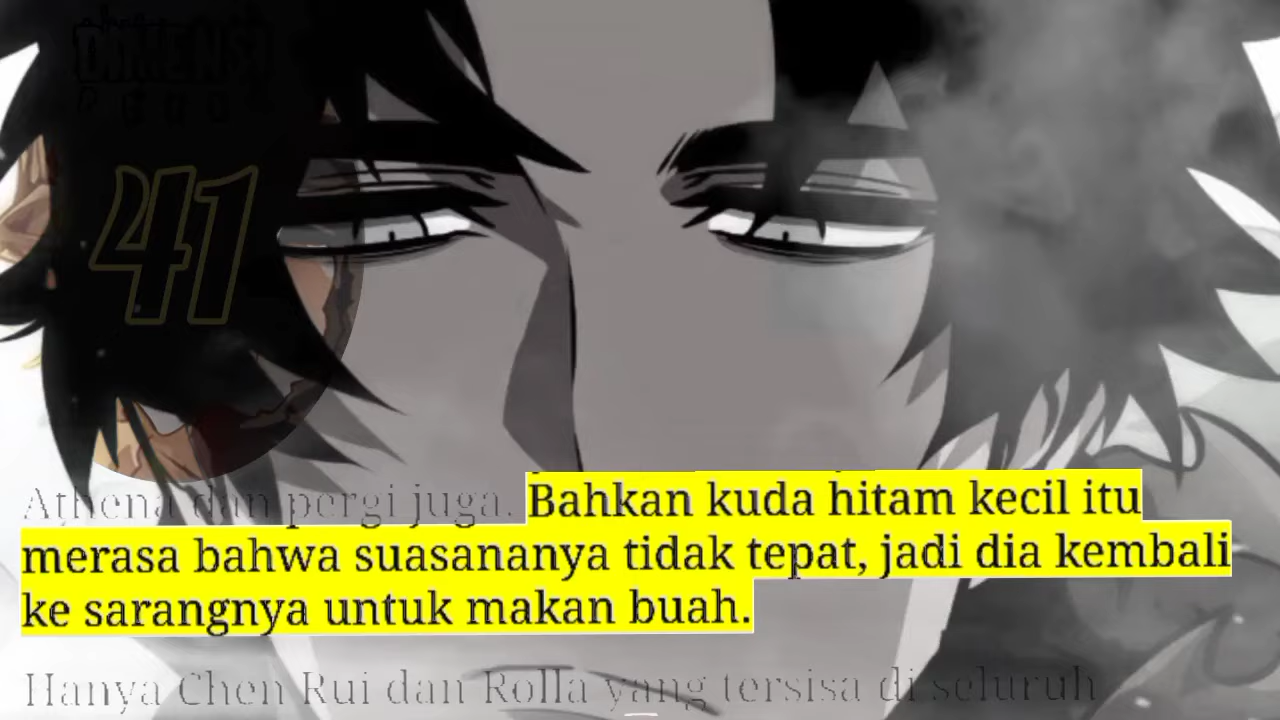 DIMENSI
41
Athena dan pergi juga. Bahkan kuda hitam kecil itu
merasa bahwa suasananya tidak tepat, jadi dia kembali
ke sarangnya untuk makan buah.
Hanya Chen Rui dan Rolla yang tersisa di seluruh